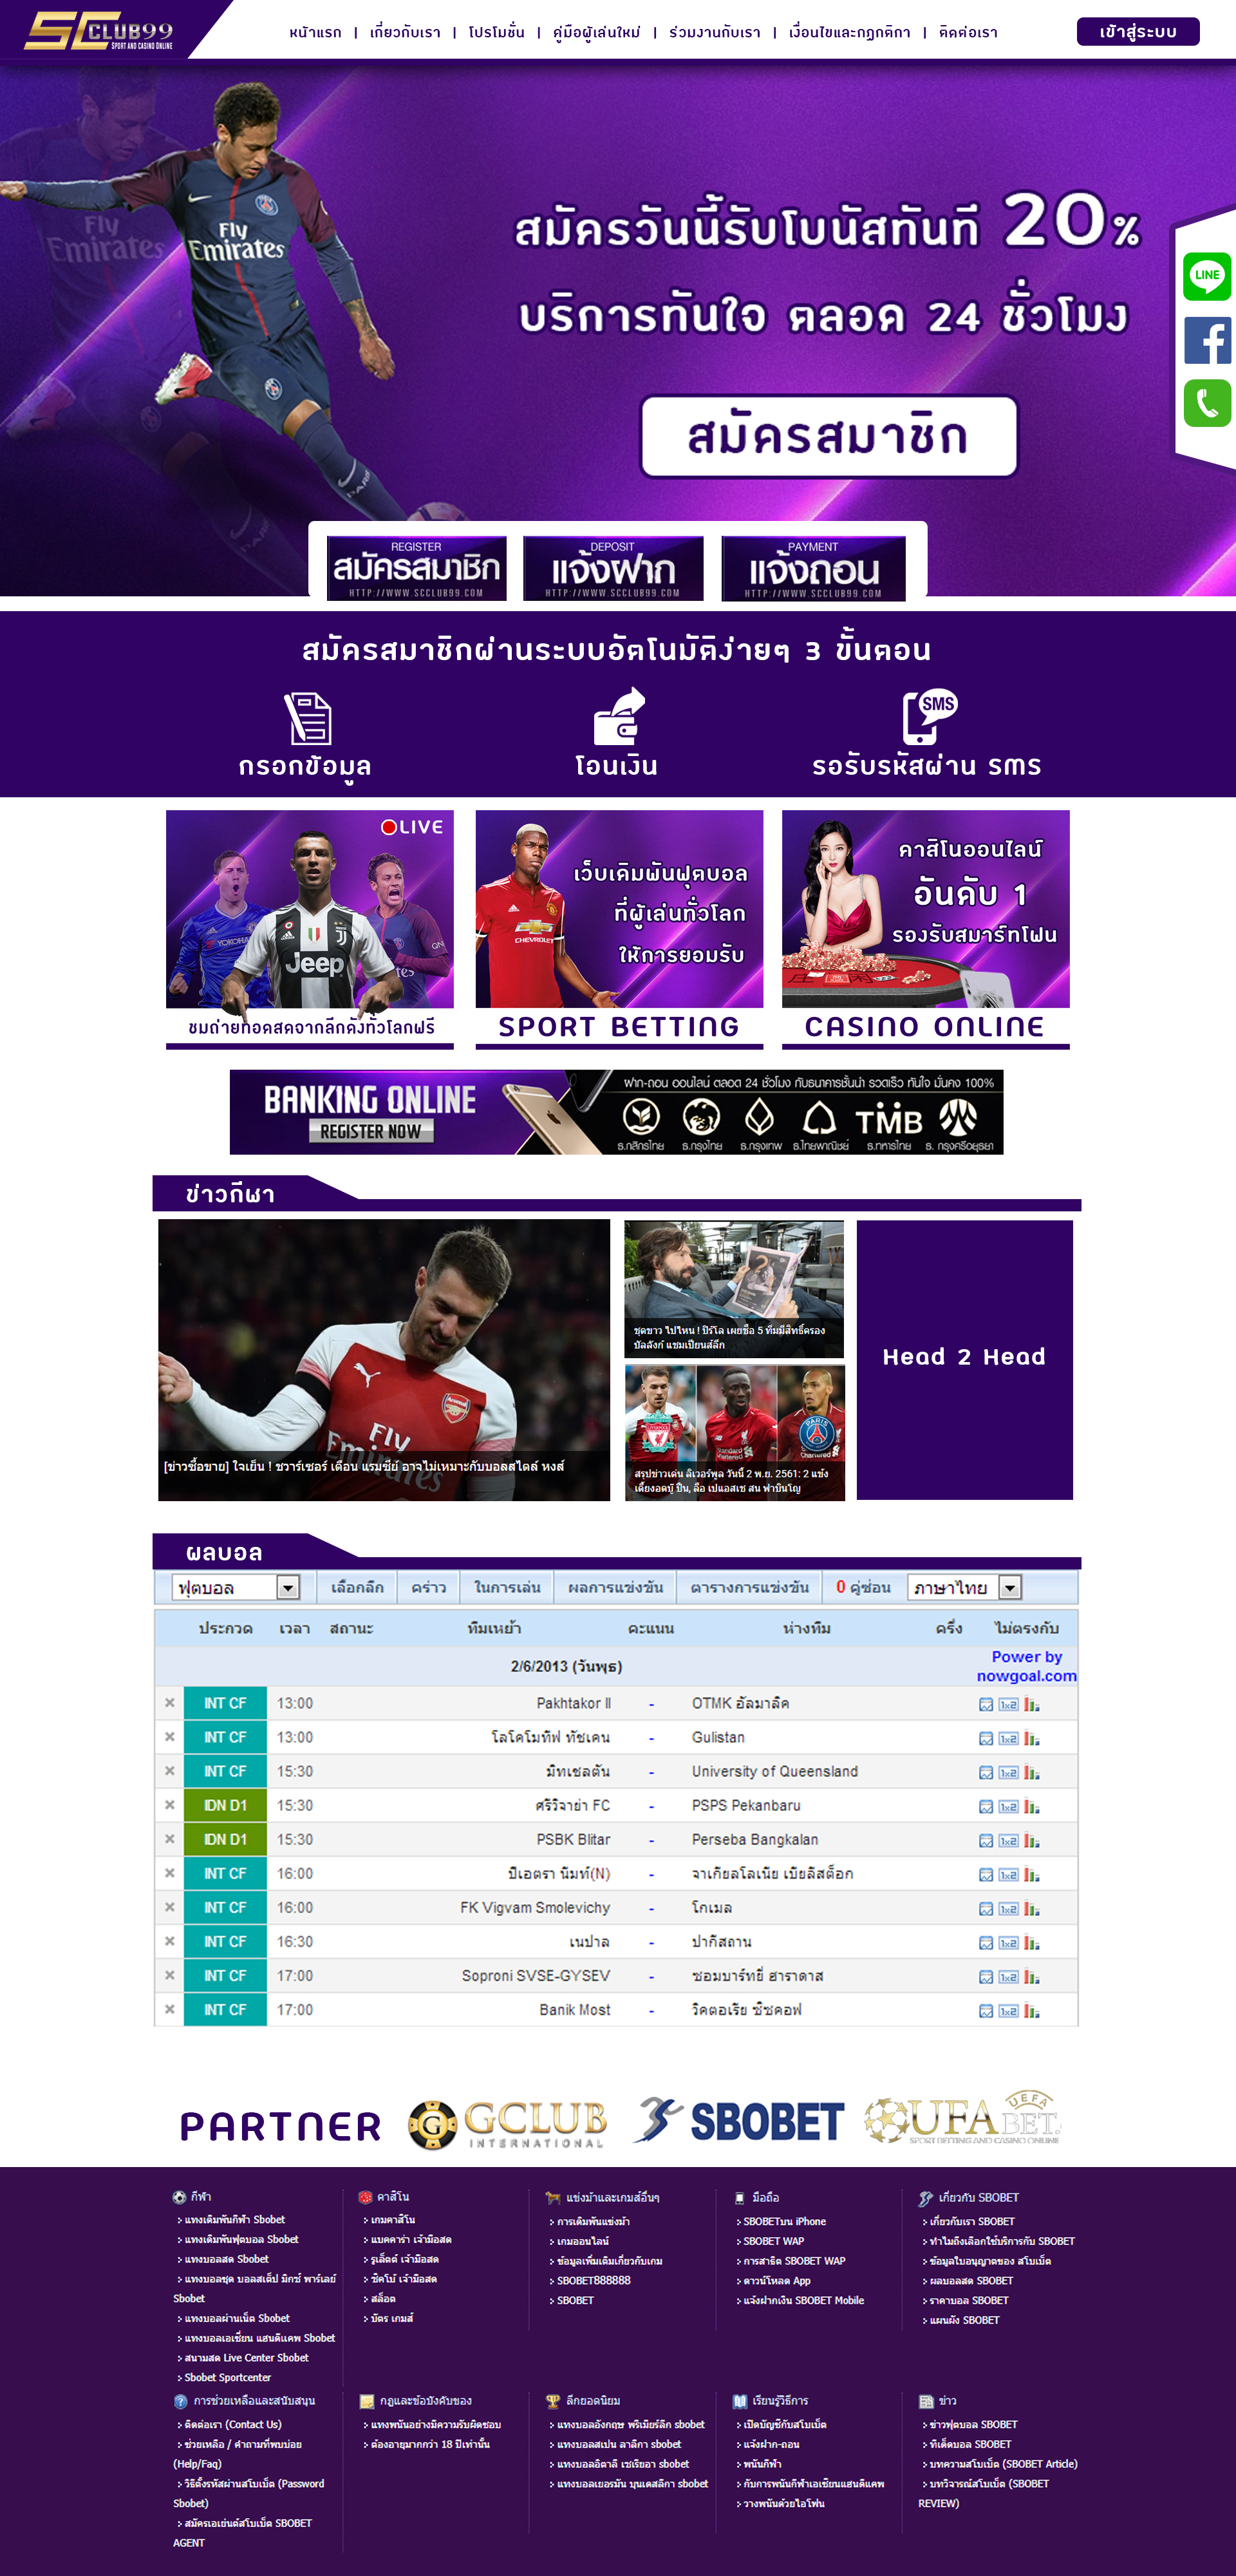 SC CLUB99
SPORT AND CASINO ONLINE
หน้าแรก | เกี่ยวกับเรา | โปรโมชั่น | คู่มือผู้เล่นใหม่ | ร่วมงานกับเรา | เงื่อนไขและกฎกติกา | ติดต่อเรา
เข้าสู่ระบบ
Fly Emirates
สมัครวันนี้รับโบนัสทันที 20%
บริการทันใจ ตลอด 24 ชั่วโมง
LINE
สมัครสมาชิก
REGISTER
สมัครสมาชิก
HTTP://WWW.SCCLUB99.COM
DEPOSIT
แจ้งฝาก
HTTP://WWW.SCCLUB99.COM
PAYMENT
แจ้งถอน
HTTP://WWW.SCCLUB99.COM
สมัครสมาชิกผ่านระบบอัตโนมัติง่ายๆ 3 ขั้นตอน
SMS
กรอกข้อมูล
โอนเงิน
รอรับรหัสผ่าน SMS
LIVE
Jeep
ชมถ่ายทอดสดจากลีกดังทั่วโลกฟรี
เว็บเดิมพันฟุตบอล
ที่ผู้เล่นทั่วโลก
ให้การยอมรับ
CHEVROLET
SPORT BETTING
คาสิโนออนไลน์
อันดับ 1
รองรับสมาร์ทโฟน
CASINO ONLINE
BANKING ONLINE
REGISTER NOW
ฝาก-ถอน ออนไลน์ ตลอด 24 ชั่วโมง กับธนาคารชั้นนำ รวดเร็ว ทันใจ มั่นคง 100%
TMB
ธ.กสิกรไทย ธ.กรุงไทย ธ.กรุงเทพ ธ.ไทยพาณิชย์ ธ.ทหารไทย ธ. กรุงศรีอยุธยา
ข่าวกีฬา
Arsenal
Fly Emirates
[ข่าวซื้อขาย] ใจเย็น ! ชวาร์เซอร์ เตือน แรมซีย์ อาจไม่เหมาะกับบอลสไตล์ หงส์
ชุดขาว ไปไหน ! ปิร์โล เผยชื่อ 5 ทีมมีสิทธิ์ครอง
บัลลังก์ แชมเปียนส์ลีก
สรุปข่าวเด่น ลิเวอร์พูล วันนี้ 2 พ.ย. 2561: 2 แข้ง
เดี้ยงอดบู๊ ปืน, ลือ เปแอสเช สน ฟาบินโญ
Head 2 Head
ผลบอล
ฟุตบอล เลือกลีก คร่าว ในการเล่น ผลการแข่งขัน ตารางการแข่งขัน 0 คู่ซ่อน ภาษาไทย
ประกวด เวลา สถานะ ทีมเหย้า คะแนน ห่างทีม ครึ่ง ไม่ตรงกับ
2/6/2013 (วันพุธ) Power by nowgoal.com
INT CF 13:00 Pakhtakor II - OTMK อัลมาลิค
INT CF 13:00 โลโคโมทีฟ ทัชเคน - Gulistan
INT CF 15:30 มิทเชลตัน - University of Queensland
IDN D1 15:30 ศรีวิจาย่า FC - PSPS Pekanbaru
IDN D1 15:30 PSBK Blitar - Perseba Bangkalan
INT CF 16:00 ปิเอตรา นีมท์(N) - จาเกียลโลเนีย เบียลิสต็อก
INT CF 16:00 FK Vigvam Smolevichy - โกเมล
INT CF 16:30 เนปาล - ปากีสถาน
INT CF 17:00 Soproni SVSE-GYSEV - ซอมบาร์ทยี่ ฮาราดาส
INT CF 17:00 Banik Most - วิคตอเรีย ซิซคอฟ
PARTNER
GCLUB
INTERNATIONAL
SBOBET
UEFA
UFABET
SPORT BETTING AND CASINO ONLINE
กีฬา
แทงเดิมพันกีฬา Sbobet
แทงเดิมพันฟุตบอล Sbobet
แทงบอลสด Sbobet
แทงบอลชุด บอลสเต็ป มิกซ์ พาร์เลย์
Sbobet
แทงบอลผ่านเน็ต Sbobet
แทงบอลเอเชี่ยน แฮนดิแคพ Sbobet
สนามสด Live Center Sbobet
Sbobet Sportcenter
คาสิโน
เกมคาสิโน
แบคคาร่า เจ้ามือสด
รูเล็ตต์ เจ้ามือสด
ซิคโบ้ เจ้ามือสด
สล็อต
บัตร เกมส์
แข่งม้าและเกมส์อื่นๆ
การเดิมพันแข่งม้า
เกมออนไลน์
ข้อมูลเพิ่มเติมเกี่ยวกับเกม
SBOBET888888
SBOBET
มือถือ
SBOBETบน iPhone
SBOBET WAP
การสาธิต SBOBET WAP
ดาวน์โหลด App
แจ้งฝากเงิน SBOBET Mobile
เกี่ยวกับ SBOBET
เกี่ยวกับเรา SBOBET
ทำไมถึงเลือกใช้บริการกับ SBOBET
ข้อมูลใบอนุญาตของ สโบเบ็ต
ผลบอลสด SBOBET
ราคาบอล SBOBET
แผนผัง SBOBET
การช่วยเหลือและสนับสนุน
ติดต่อเรา (Contact Us)
ช่วยเหลือ / คำถามที่พบบ่อย
(Help/Faq)
วิธีตั้งรหัสผ่านสโบเบ็ต (Password
Sbobet)
สมัครเอเย่นต์สโบเบ็ต SBOBET
AGENT
กฎและข้อบังคับของ
แทงพนันอย่างมีความรับผิดชอบ
ต้องอายุมากกว่า 18 ปีเท่านั้น
ลีกยอดนิยม
แทงบอลอังกฤษ พรีเมียร์ลีก sbobet
แทงบอลสเปน ลาลีกา sbobet
แทงบอลอิตาลี เซเรียอา sbobet
แทงบอลเยอรมัน บุนเดสลีกา sbobet
เรียนรู้วิธีการ
เปิดบัญชีกับสโบเบ็ต
แจ้งฝาก-ถอน
พนันกีฬา
กับการพนันกีฬาเอเชียนแฮนดิแคพ
วางพนันด้วยไอโฟน
ข่าว
ข่าวฟุตบอล SBOBET
ทีเด็ดบอล SBOBET
บทความสโบเบ็ต (SBOBET Article)
บทวิจารณ์สโบเบ็ต (SBOBET
REVIEW)